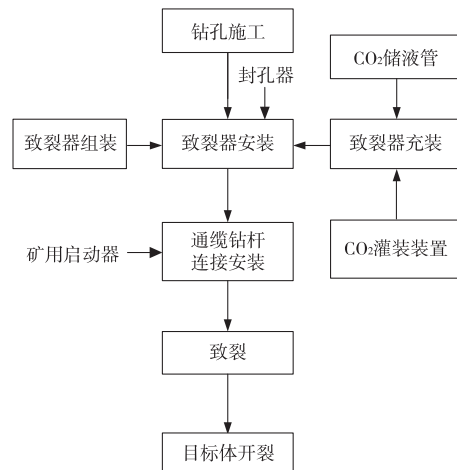 钻孔施工
CO₂储液管
封孔器
致裂器组装
致裂器安装
致裂器充装
矿用启动器
通缆钻杆
连接安装
CO₂灌装装置
致裂
目标体开裂